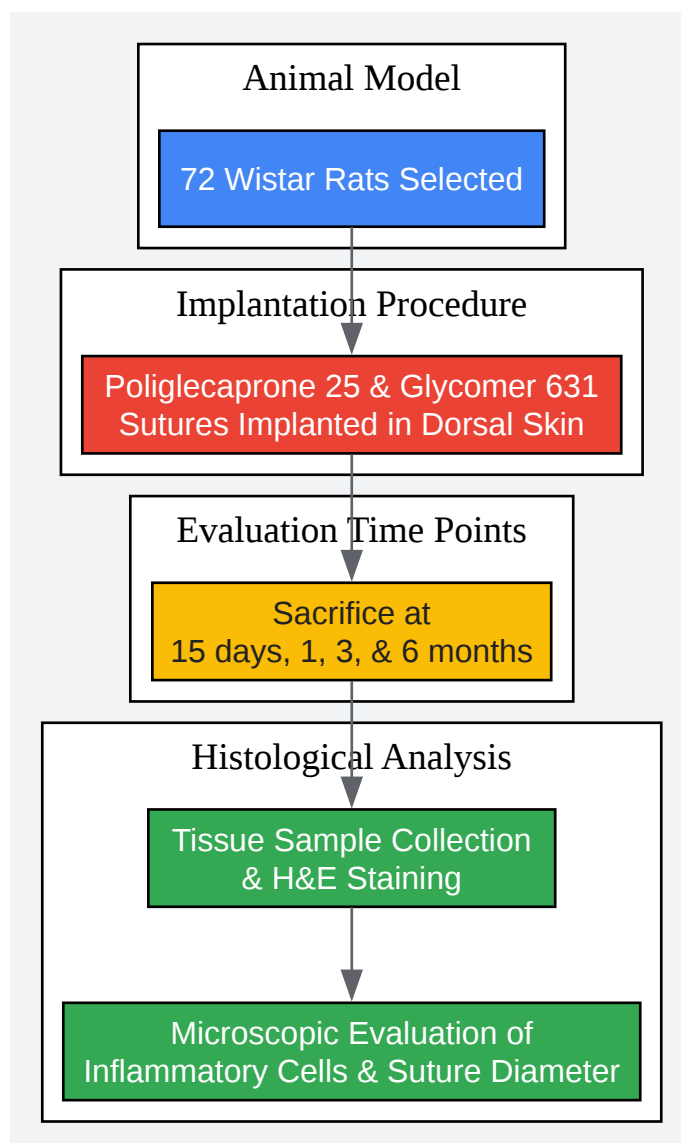 Animal Model
72 Wistar Rats Selected
Implantation Procedure
Poliglecaprone 25 & Glycomer 631
Sutures Implanted in Dorsal Skin
Evaluation Time Points
Sacrifice at
15 days, 1, 3, & 6 months
Histological Analysis
Tissue Sample Collection
& H&E Staining
Microscopic Evaluation of
Inflammatory Cells & Suture Diameter